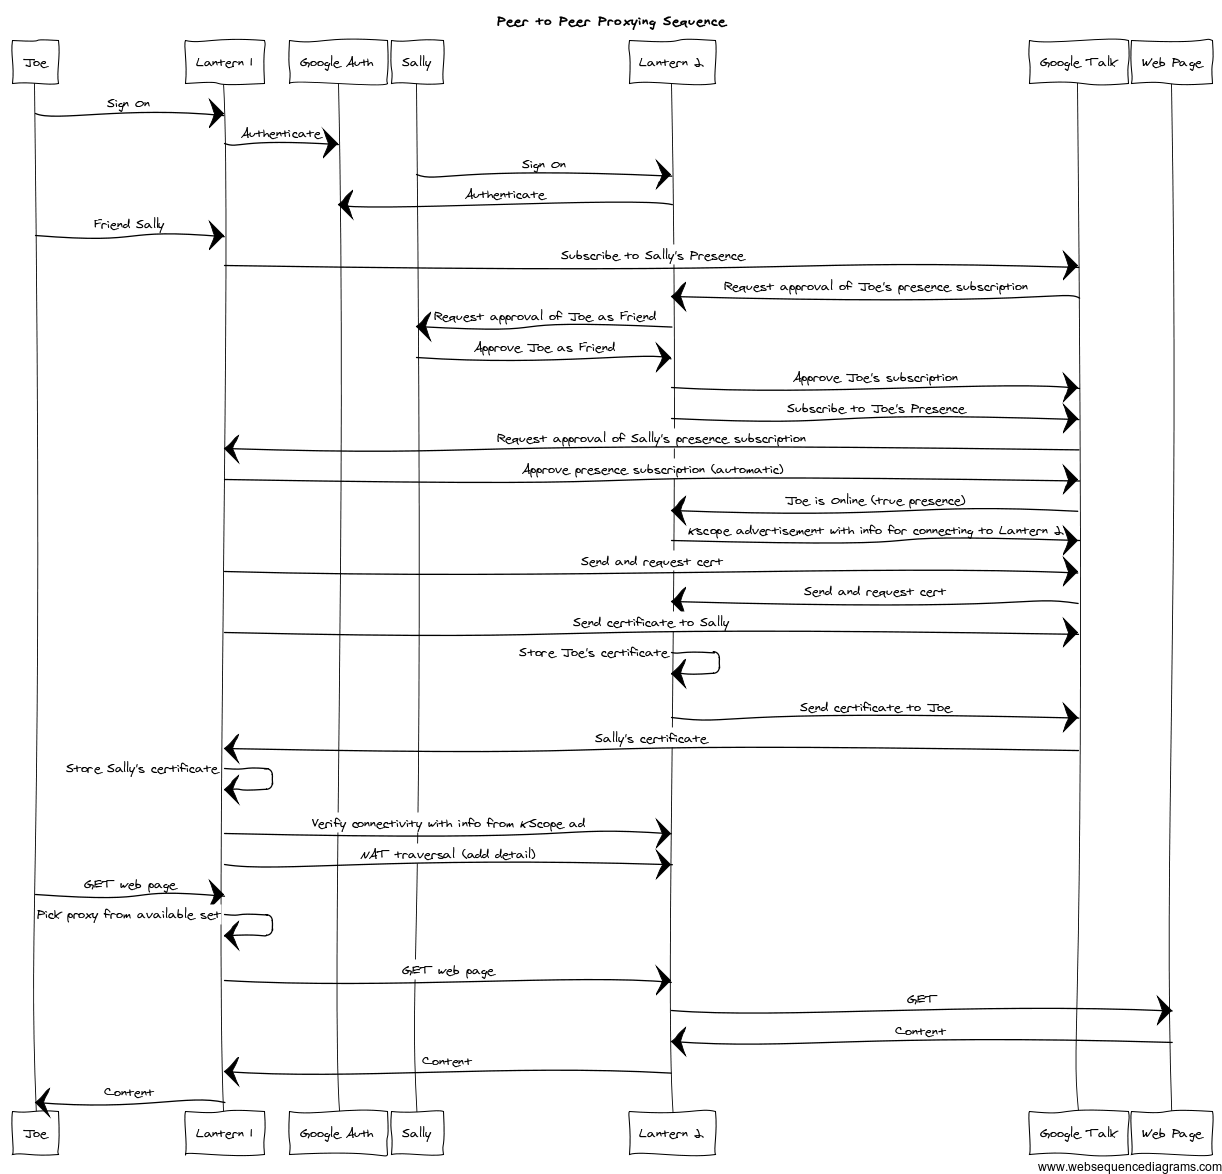 Peer to Peer Proxying Sequence
Joe Lantern 1 Google Auth Sally Lantern 2 Google Talk Web Page
Sign On
Authenticate
Sign On
Authenticate
Friend Sally
Subscribe to Sally's Presence
Request approval of Joe's presence subscription
Request approval of Joe as Friend
Approve Joe as Friend
Approve Joe's subscription
Subscribe to Joe's Presence
Request approval of Sally's presence subscription
Approve presence subscription (automatic)
Joe is Online (true presence)
kscope advertisement with info for connecting to Lantern 2
Send and request cert
Send and request cert
Send certificate to Sally
Store Joe's certificate
Send certificate to Joe
Sally's certificate
Store Sally's certificate
Verify connectivity with info from kScope ad
NAT traversal (add detail)
GET web page
Pick proxy from available set
GET web page
GET
Content
Content
Content
Joe Lantern 1 Google Auth Sally Lantern 2 Google Talk Web Page
www.websequencediagrams.com